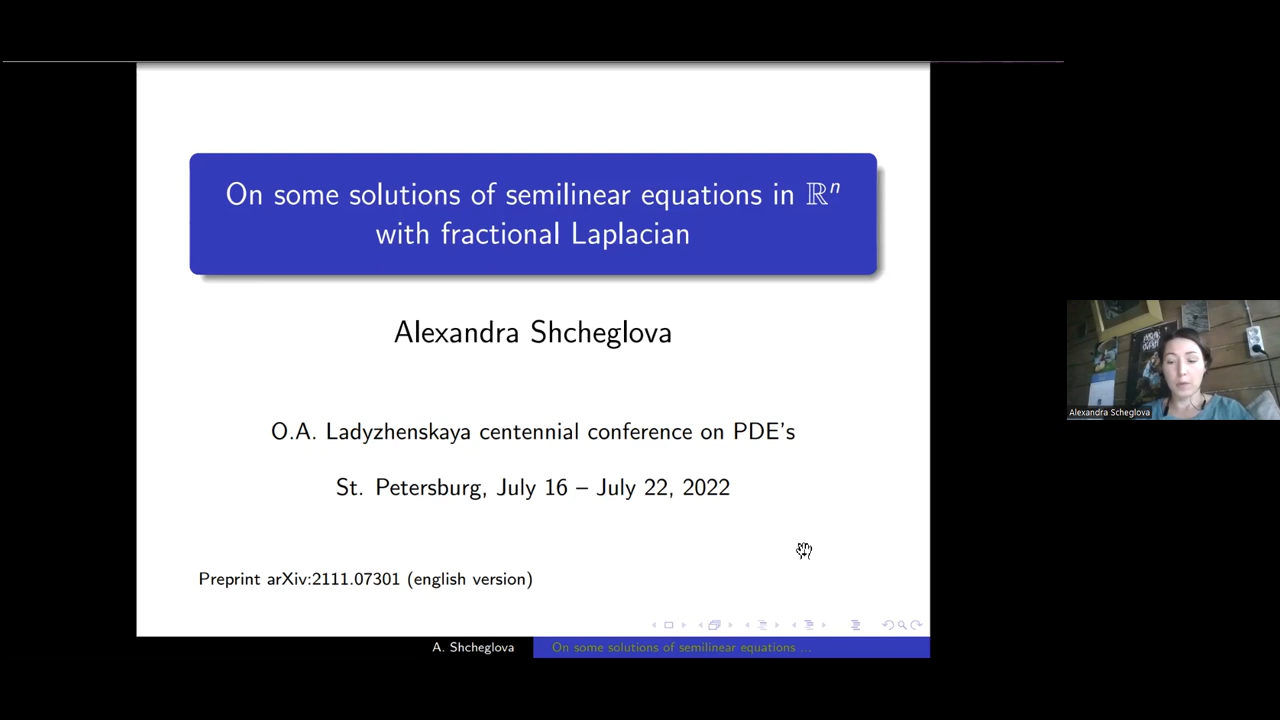 On some solutions of semilinear equations in ℝⁿ
with fractional Laplacian
Alexandra Shcheglova
O.A. Ladyzhenskaya centennial conference on PDE's
St. Petersburg, July 16 – July 22, 2022
Preprint arXiv:2111.07301 (english version)
A. Shcheglova
On some solutions of semilinear equations ...
Alexandra Scheglova